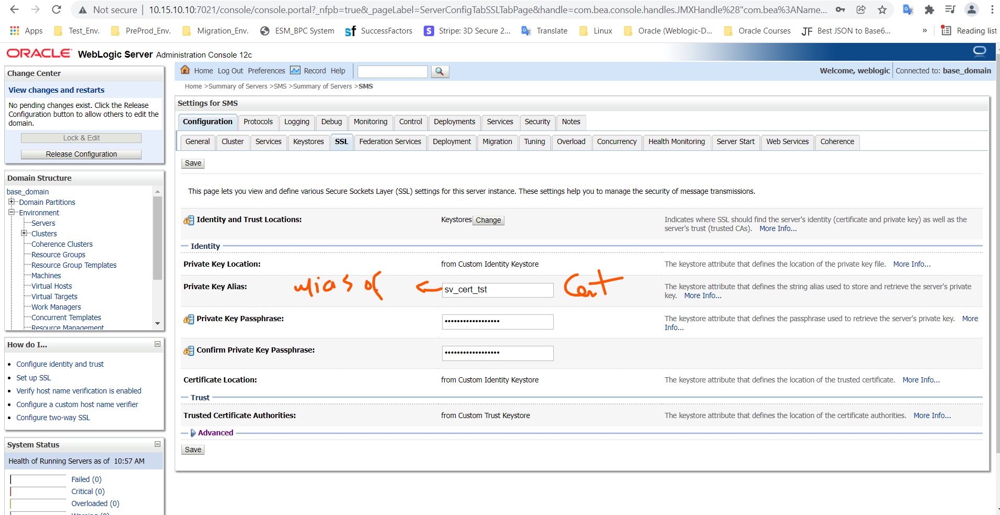 Not secure | 10.15.10.10:7021/console/console.portal?_nfpb=true&_pageLabel=ServerConfigTabSSLTabPage&handle=com.bea.console.handles.JMXHandle%28"com.bea%3AName...
Apps Test_Env. PreProd_Env. Migration_Env. ESM_BPC System SuccessFactors Stripe: 3D Secure 2... Translate Linux Oracle (Weblogic-D... Oracle Courses Best JSON to Base6... » Reading list
ORACLE WebLogic Server Administration Console 12c
Change Center
View changes and restarts
No pending changes exist. Click the Release
Configuration button to allow others to edit the
domain.
Lock & Edit
Release Configuration
Domain Structure
base_domain
Domain Partitions
Environment
Servers
Clusters
Coherence Clusters
Resource Groups
Resource Group Templates
Machines
Virtual Hosts
Virtual Targets
Work Managers
Concurrent Templates
Resource Management
How do I...
Configure identity and trust
Set up SSL
Verify host name verification is enabled
Configure a custom host name verifier
Configure two-way SSL
System Status
Health of Running Servers as of 10:57 AM
Failed (0)
Critical (0)
Overloaded (0)
Warning (0)
Home Log Out Preferences Record Help
Welcome, weblogic Connected to: base_domain
Home >Summary of Servers >SMS >Summary of Servers >SMS
Settings for SMS
Configuration Protocols Logging Debug Monitoring Control Deployments Services Security Notes
General Cluster Services Keystores SSL Federation Services Deployment Migration Tuning Overload Concurrency Health Monitoring Server Start Web Services Coherence
Save
This page lets you view and define various Secure Sockets Layer (SSL) settings for this server instance. These settings help you to manage the security of message transmissions.
Identity and Trust Locations: Keystores Change Indicates where SSL should find the server's identity (certificate and private key) as well as the
server's trust (trusted CAs). More Info...
Identity
Private Key Location: from Custom Identity Keystore The keystore attribute that defines the location of the private key file. More Info...
Private Key Alias: alias of sv_cert_tst Cert The keystore attribute that defines the string alias used to store and retrieve the server's private
key. More Info...
Private Key Passphrase: •••••••••••••••••• The keystore attribute that defines the passphrase used to retrieve the server's private key. More
Info...
Confirm Private Key Passphrase: ••••••••••••••••••
Certificate Location: from Custom Identity Keystore The keystore attribute that defines the location of the trusted certificate. More Info...
Trust
Trusted Certificate Authorities: from Custom Trust Keystore The keystore attribute that defines the location of the certificate authorities. More Info...
Advanced
Save